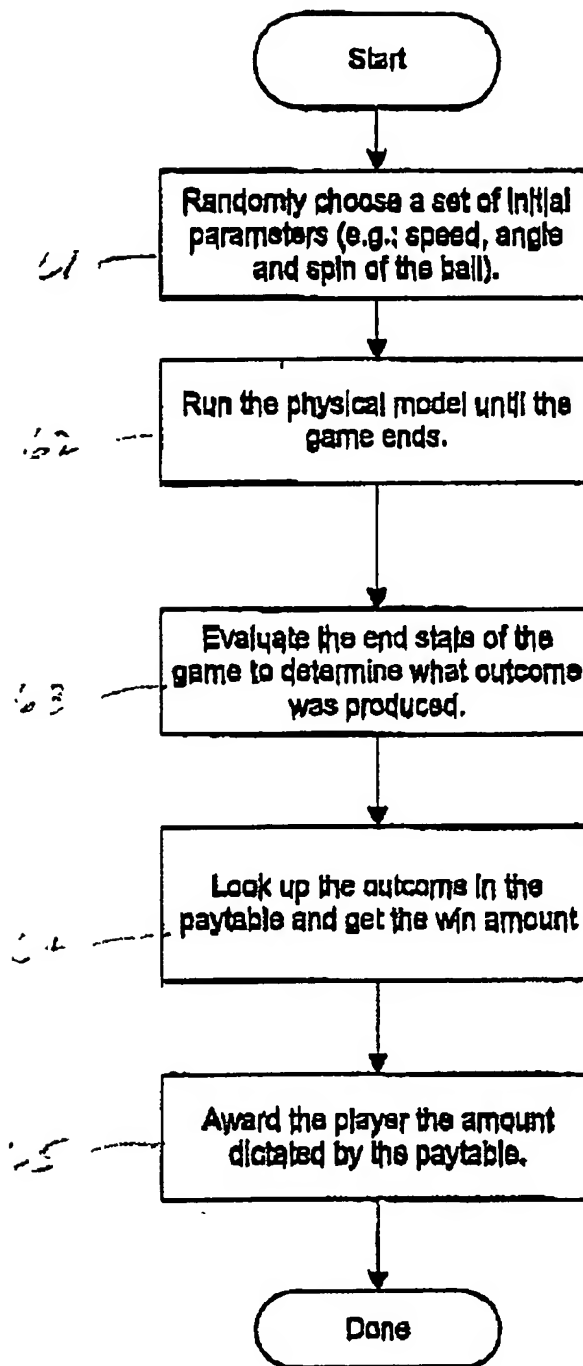 Start
Randomly choose a set of initial
parameters (e.g.: speed, angle
and spin of the ball).
Run the physical model until the
game ends.
Evaluate the end state of the
game to determine what outcome
was produced.
63
Look up the outcome in the
paytable and get the win amount
Award the player the amount
dictated by the paytable.
Done